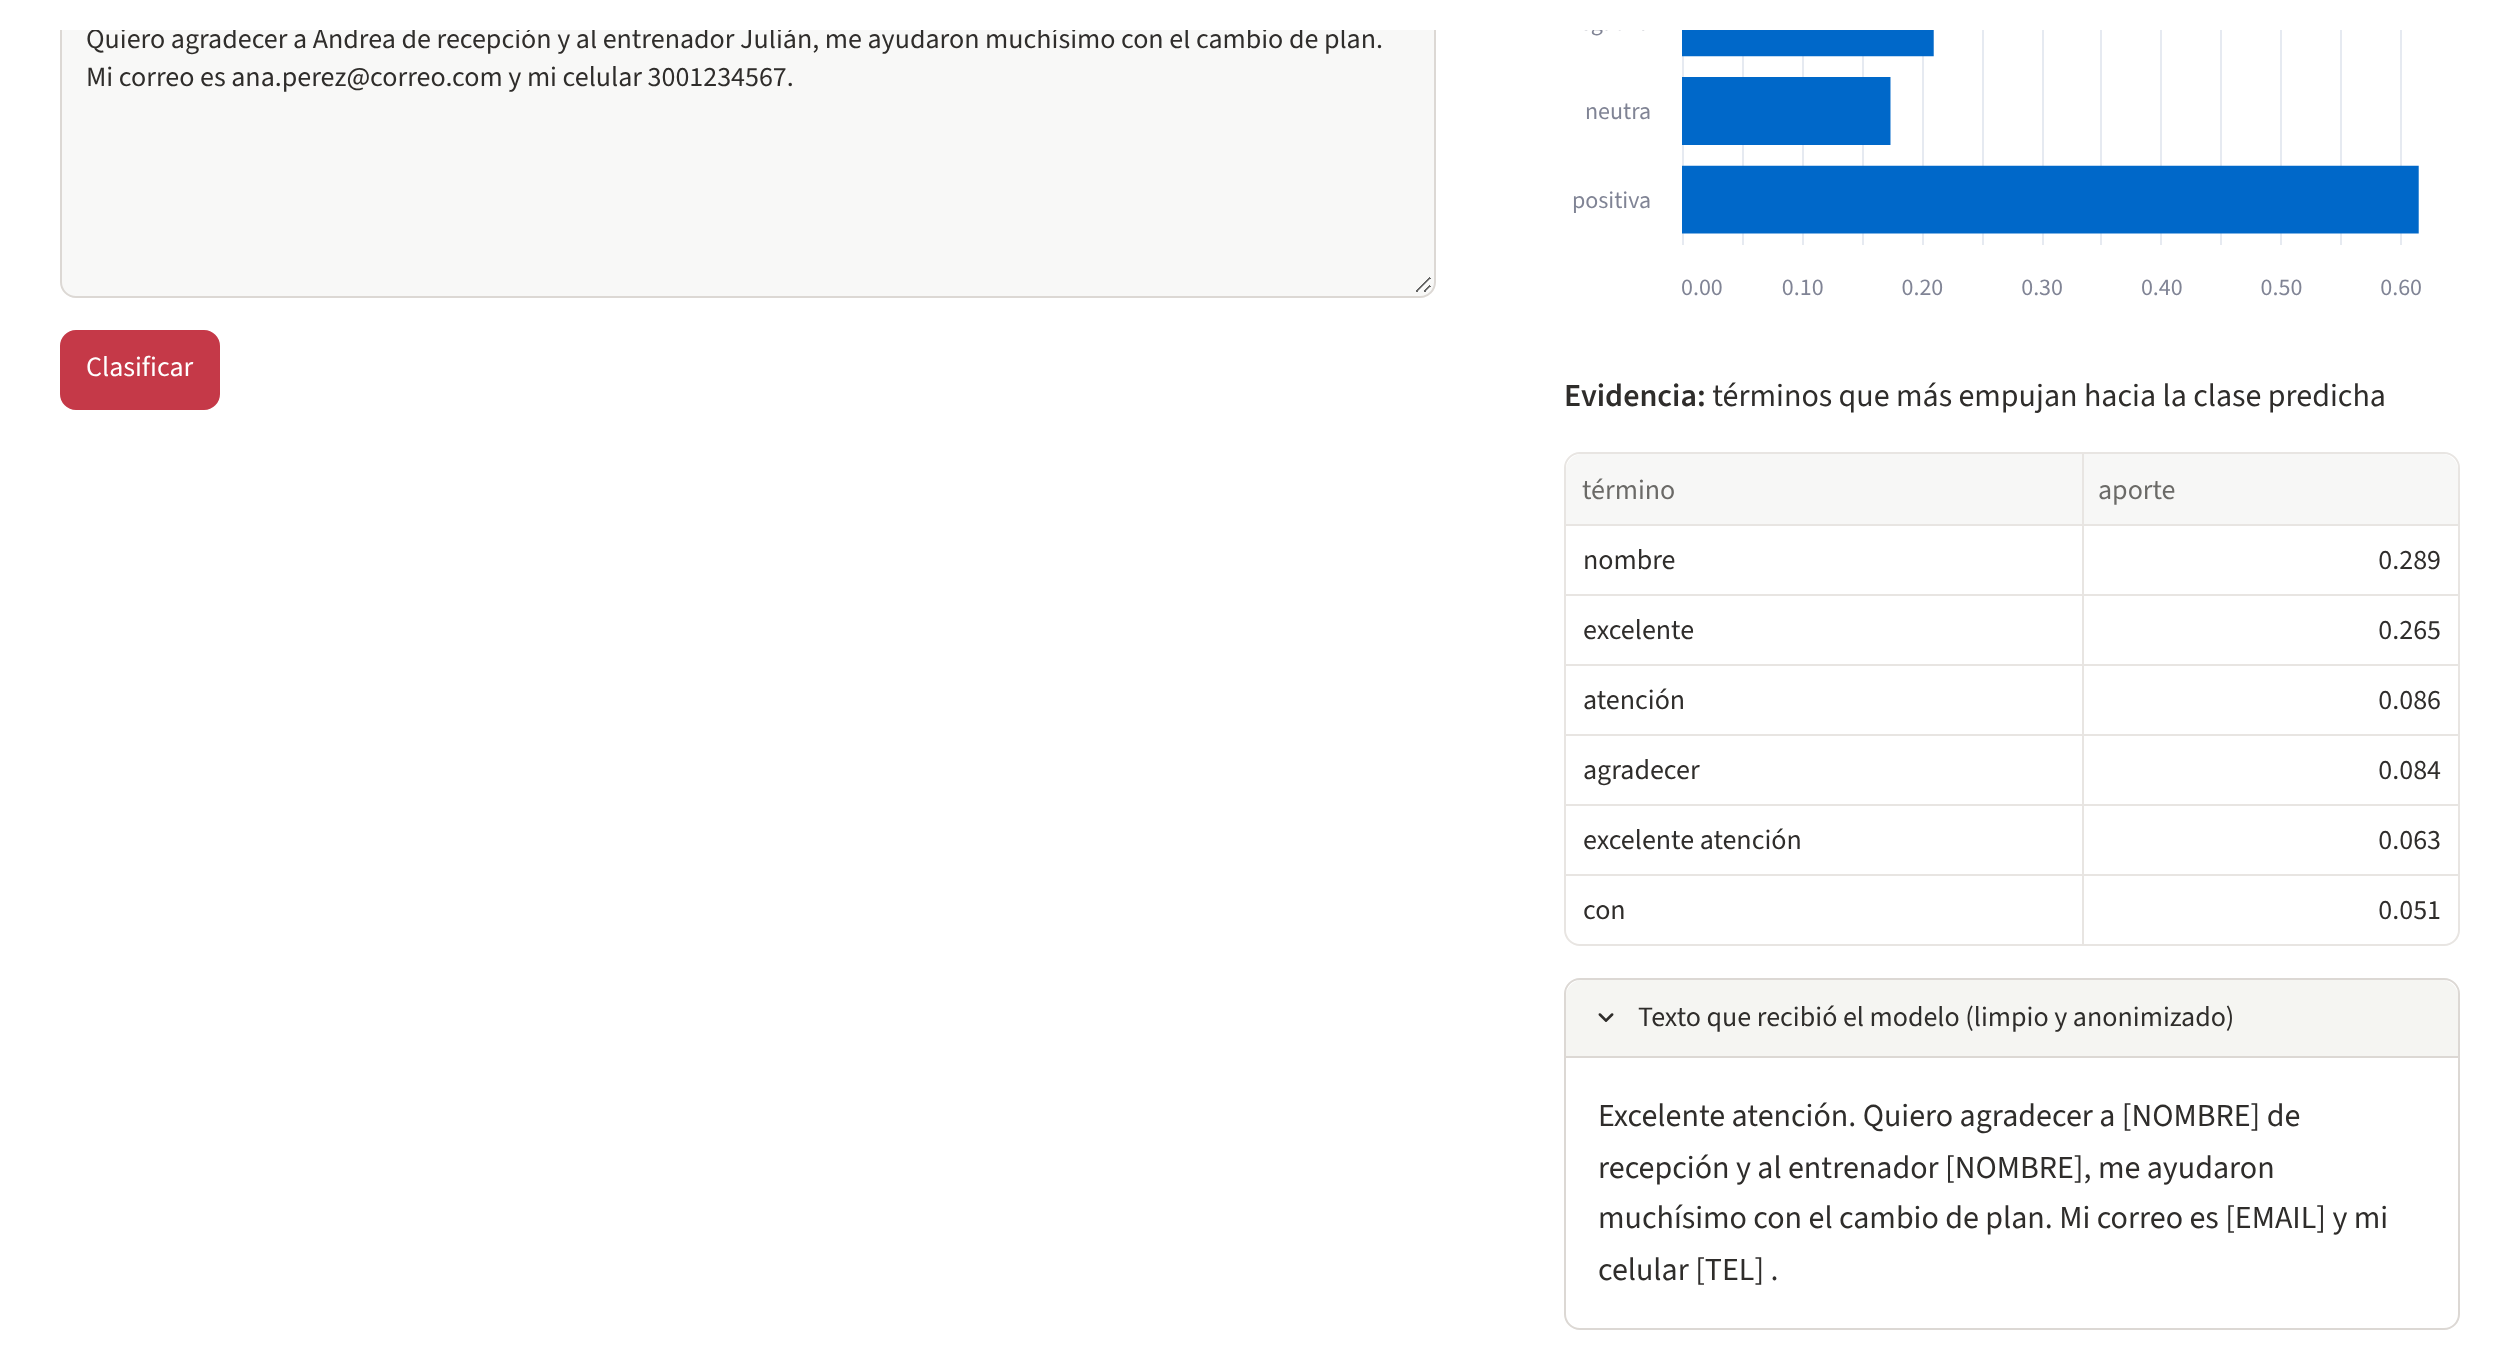 Quiero agradecer a Andrea de recepción y al entrenador Julián, me ayudaron muchísimo con el cambio de plan.
Mi correo es ana.perez@correo.com y mi celular 3001234567.
Clasificar
neutra
positiva
0.00 0.10 0.20 0.30 0.40 0.50 0.60
Evidencia: términos que más empujan hacia la clase predicha
término aporte
nombre 0.289
excelente 0.265
atención 0.086
agradecer 0.084
excelente atención 0.063
con 0.051
Texto que recibió el modelo (limpio y anonimizado)
Excelente atención. Quiero agradecer a [NOMBRE] de
recepción y al entrenador [NOMBRE], me ayudaron
muchísimo con el cambio de plan. Mi correo es [EMAIL] y mi
celular [TEL] .